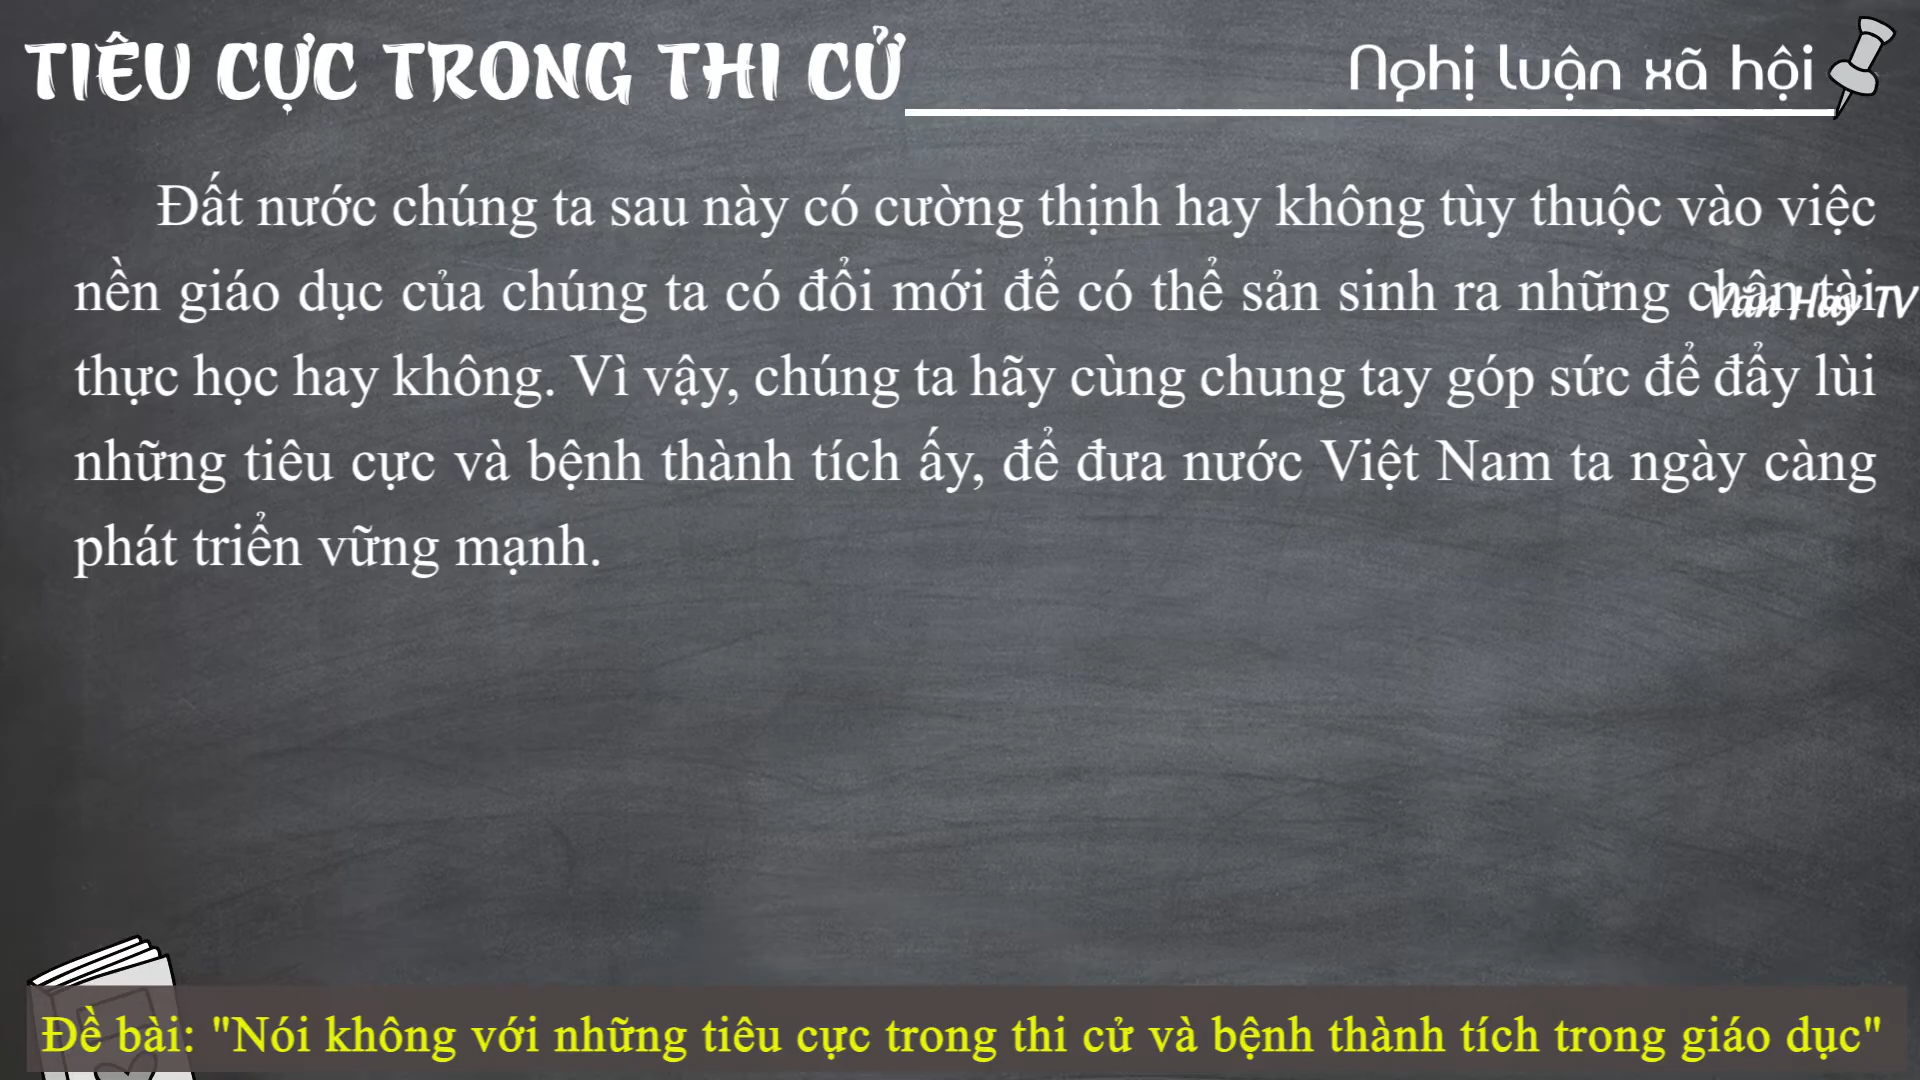 TIÊU CỰC TRONG THI CỬ
Nghị luận xã hội
Đất nước chúng ta sau này có cường thịnh hay không tùy thuộc vào việc
nền giáo dục của chúng ta có đổi mới để có thể sản sinh ra những chân tài
Văn Hay TV
thực học hay không. Vì vậy, chúng ta hãy cùng chung tay góp sức để đẩy lùi
những tiêu cực và bệnh thành tích ấy, để đưa nước Việt Nam ta ngày càng
phát triển vững mạnh.
Đề bài: "Nói không với những tiêu cực trong thi cử và bệnh thành tích trong giáo dục"